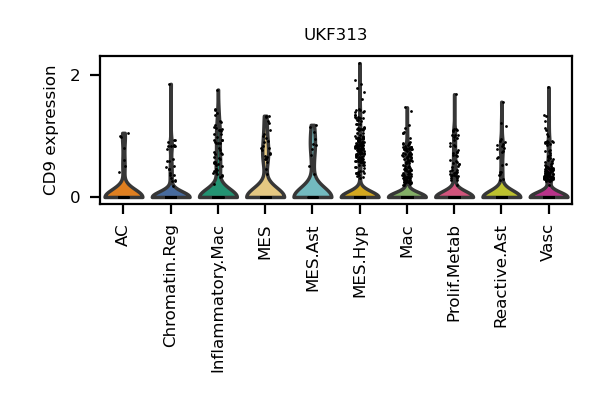 UKF313
CD9 expression
2
0
AC
Chromatin.Reg
Inflammatory.Mac
MES
MES.Ast
MES.Hyp
Mac
Prolif.Metab
Reactive.Ast
Vasc